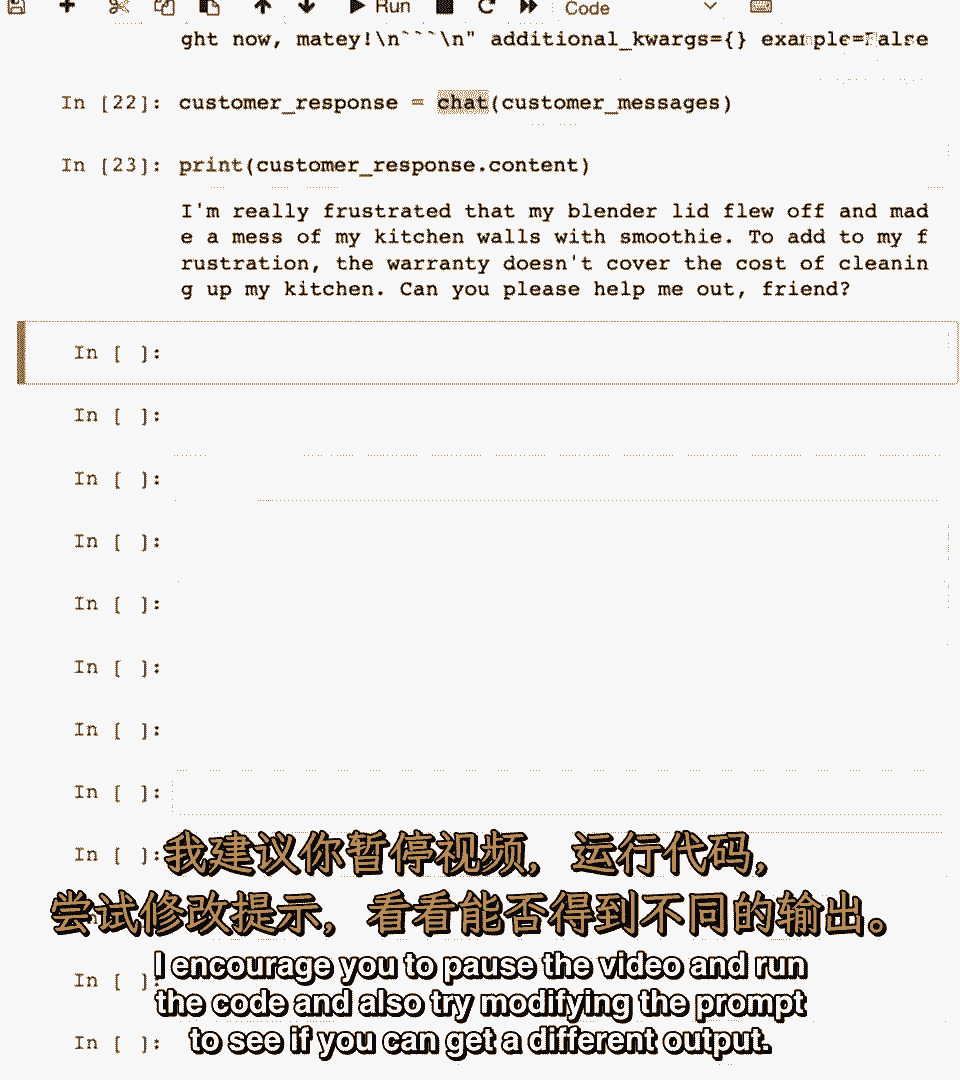 Run
Code
ght now, matey!\n```\n" additional_kwargs={} example=False
In [22]: customer_response = chat(customer_messages)
In [23]: print(customer_response.content)
I'm really frustrated that my blender lid flew off and mad
e a mess of my kitchen walls with smoothie. To add to my f
rustration, the warranty doesn't cover the cost of cleanin
g up my kitchen. Can you please help me out, friend?
In [ ]:
In [ ]:
In [ ]:
In [ ]:
In [ ]:
In [ ]:
In [ ]:
In [ ]:
In [ ]:
我建议你暂停视频，运行代码，
尝试修改提示，看看能否得到不同的输出。
In [ ]:
I encourage you to pause the video and run
the code and also try modifying the prompt
In [ ]:
to see if you can get a different output.